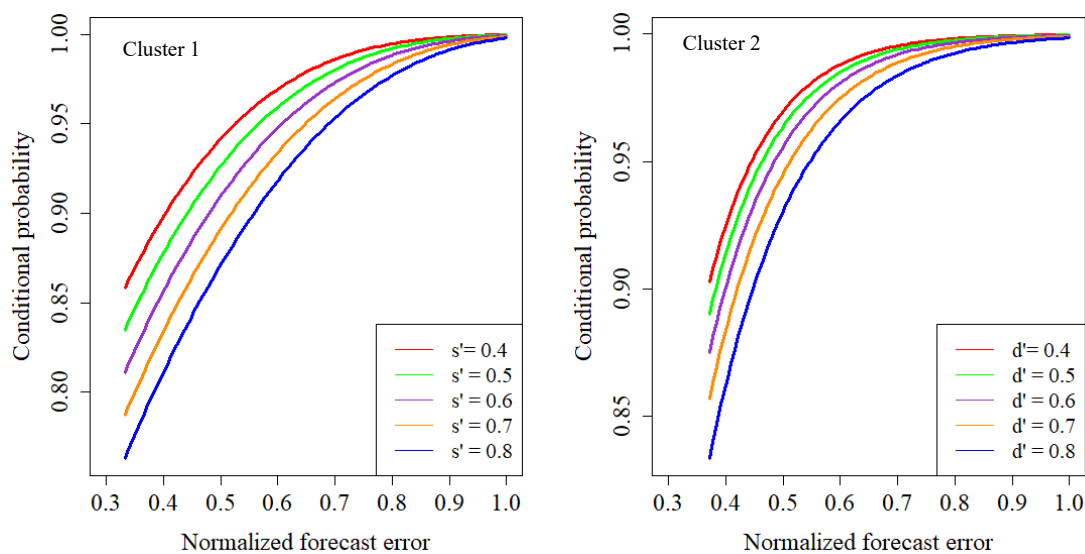 Cluster 1
Conditional probability
1.00
0.95
0.90
0.85
0.80
s'= 0.4
s' = 0.5
s' = 0.6
s' = 0.7
s' = 0.8
0.3 0.4 0.5 0.6 0.7 0.8 0.9 1.0
Normalized forecast error
Cluster 2
Conditional probability
1.00
0.95
0.90
0.85
d'= 0.4
d' = 0.5
d' = 0.6
d' = 0.7
d' = 0.8
0.3 0.4 0.5 0.6 0.7 0.8 0.9 1.0
Normalized forecast error